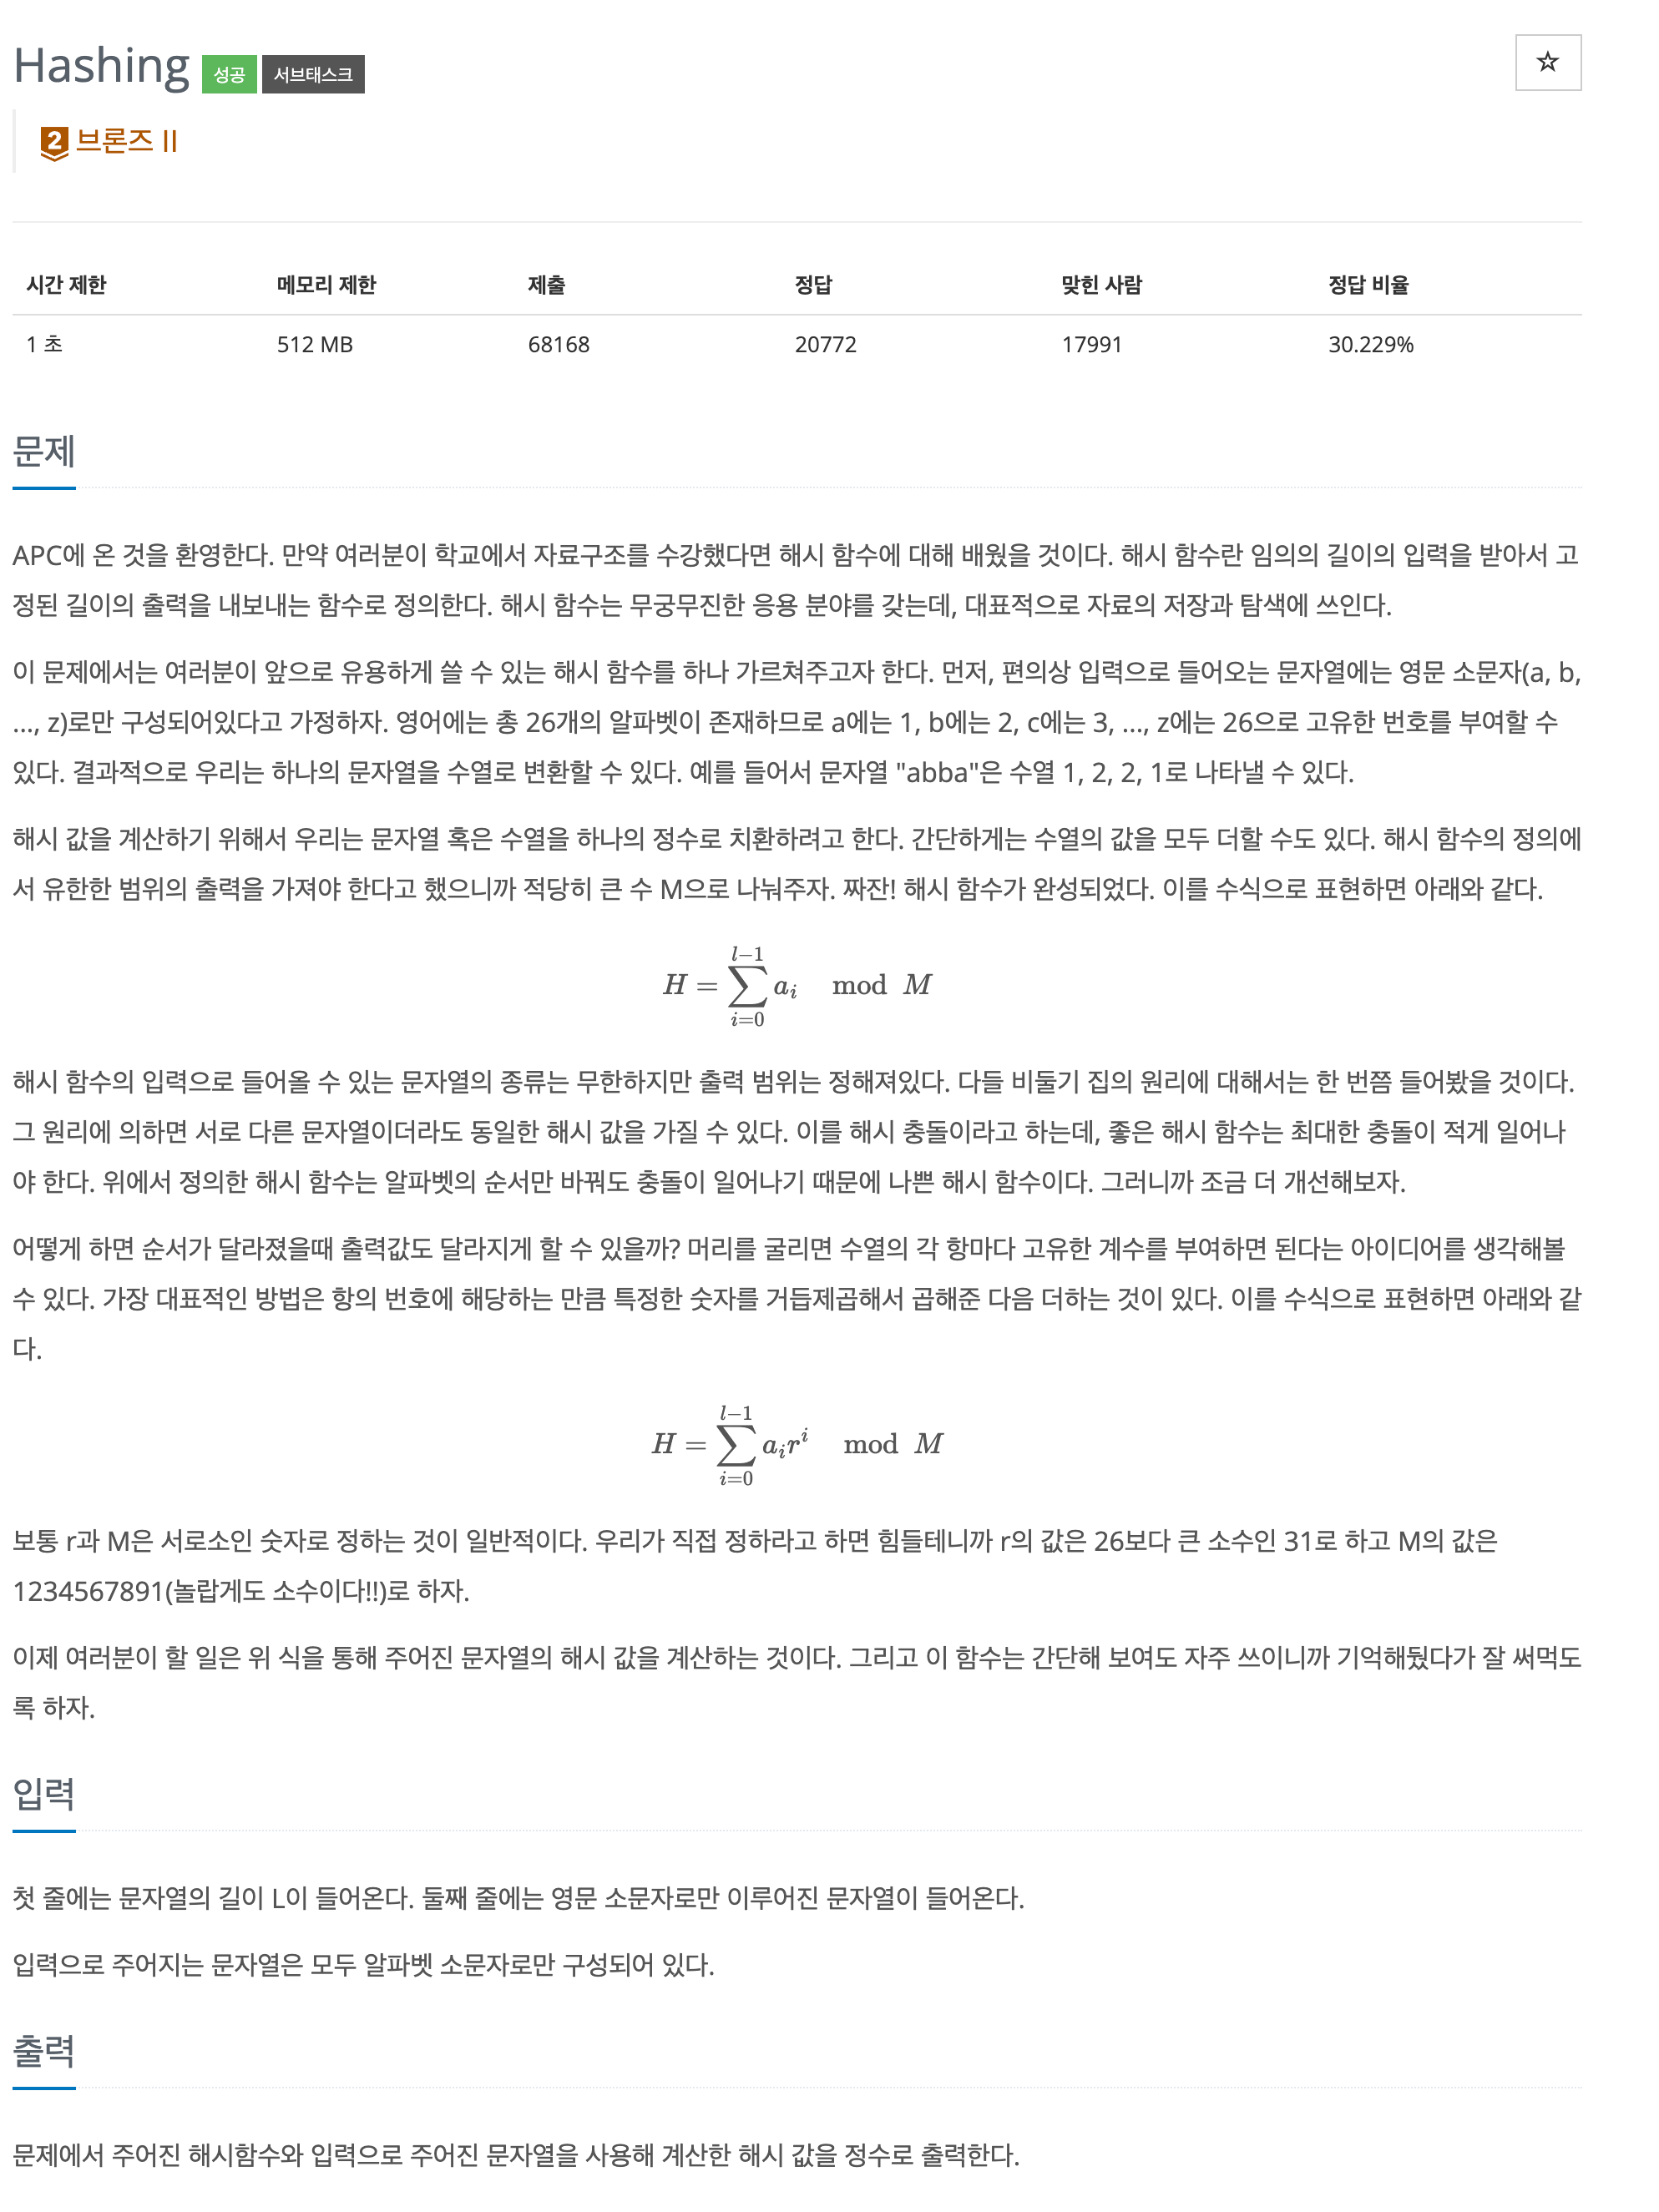 Hashing 성공 서브태스크
☆
2 브론즈 II
시간 제한 메모리 제한 제출 정답 맞힌 사람 정답 비율
1 초 512 MB 68168 20772 17991 30.229%
문제
APC에 온 것을 환영한다. 만약 여러분이 학교에서 자료구조를 수강했다면 해시 함수에 대해 배웠을 것이다. 해시 함수란 임의의 길이의 입력을 받아서 고
정된 길이의 출력을 내보내는 함수로 정의한다. 해시 함수는 무궁무진한 응용 분야를 갖는데, 대표적으로 자료의 저장과 탐색에 쓰인다.
이 문제에서는 여러분이 앞으로 유용하게 쓸 수 있는 해시 함수를 하나 가르쳐주고자 한다. 먼저, 편의상 입력으로 들어오는 문자열에는 영문 소문자(a, b,
..., z)로만 구성되어있다고 가정하자. 영어에는 총 26개의 알파벳이 존재하므로 a에는 1, b에는 2, c에는 3, ..., z에는 26으로 고유한 번호를 부여할 수
있다. 결과적으로 우리는 하나의 문자열을 수열로 변환할 수 있다. 예를 들어서 문자열 "abba"은 수열 1, 2, 2, 1로 나타낼 수 있다.
해시 값을 계산하기 위해서 우리는 문자열 혹은 수열을 하나의 정수로 치환하려고 한다. 간단하게는 수열의 값을 모두 더할 수도 있다. 해시 함수의 정의에
서 유한한 범위의 출력을 가져야 한다고 했으니까 적당히 큰 수 M으로 나눠주자. 짜잔! 해시 함수가 완성되었다. 이를 수식으로 표현하면 아래와 같다.
$H = \sum_{i=0}^{l-1} a_i \mod M$
해시 함수의 입력으로 들어올 수 있는 문자열의 종류는 무한하지만 출력 범위는 정해져있다. 다들 비둘기 집의 원리에 대해서는 한 번쯤 들어봤을 것이다.
그 원리에 의하면 서로 다른 문자열이더라도 동일한 해시 값을 가질 수 있다. 이를 해시 충돌이라고 하는데, 좋은 해시 함수는 최대한 충돌이 적게 일어나
야 한다. 위에서 정의한 해시 함수는 알파벳의 순서만 바꿔도 충돌이 일어나기 때문에 나쁜 해시 함수이다. 그러니까 조금 더 개선해보자.
어떻게 하면 순서가 달라졌을때 출력값도 달라지게 할 수 있을까? 머리를 굴리면 수열의 각 항마다 고유한 계수를 부여하면 된다는 아이디어를 생각해볼
수 있다. 가장 대표적인 방법은 항의 번호에 해당하는 만큼 특정한 숫자를 거듭제곱해서 곱해준 다음 더하는 것이 있다. 이를 수식으로 표현하면 아래와 같
다.
$H = \sum_{i=0}^{l-1} a_i r^i \mod M$
보통 r과 M은 서로소인 숫자로 정하는 것이 일반적이다. 우리가 직접 정하라고 하면 힘들테니까 r의 값은 26보다 큰 소수인 31로 하고 M의 값은
1234567891(놀랍게도 소수이다!!)로 하자.
이제 여러분이 할 일은 위 식을 통해 주어진 문자열의 해시 값을 계산하는 것이다. 그리고 이 함수는 간단해 보여도 자주 쓰이니까 기억해뒀다가 잘 써먹도
록 하자.
입력
첫 줄에는 문자열의 길이 L이 들어온다. 둘째 줄에는 영문 소문자로만 이루어진 문자열이 들어온다.
입력으로 주어지는 문자열은 모두 알파벳 소문자로만 구성되어 있다.
출력
문제에서 주어진 해시함수와 입력으로 주어진 문자열을 사용해 계산한 해시 값을 정수로 출력한다.